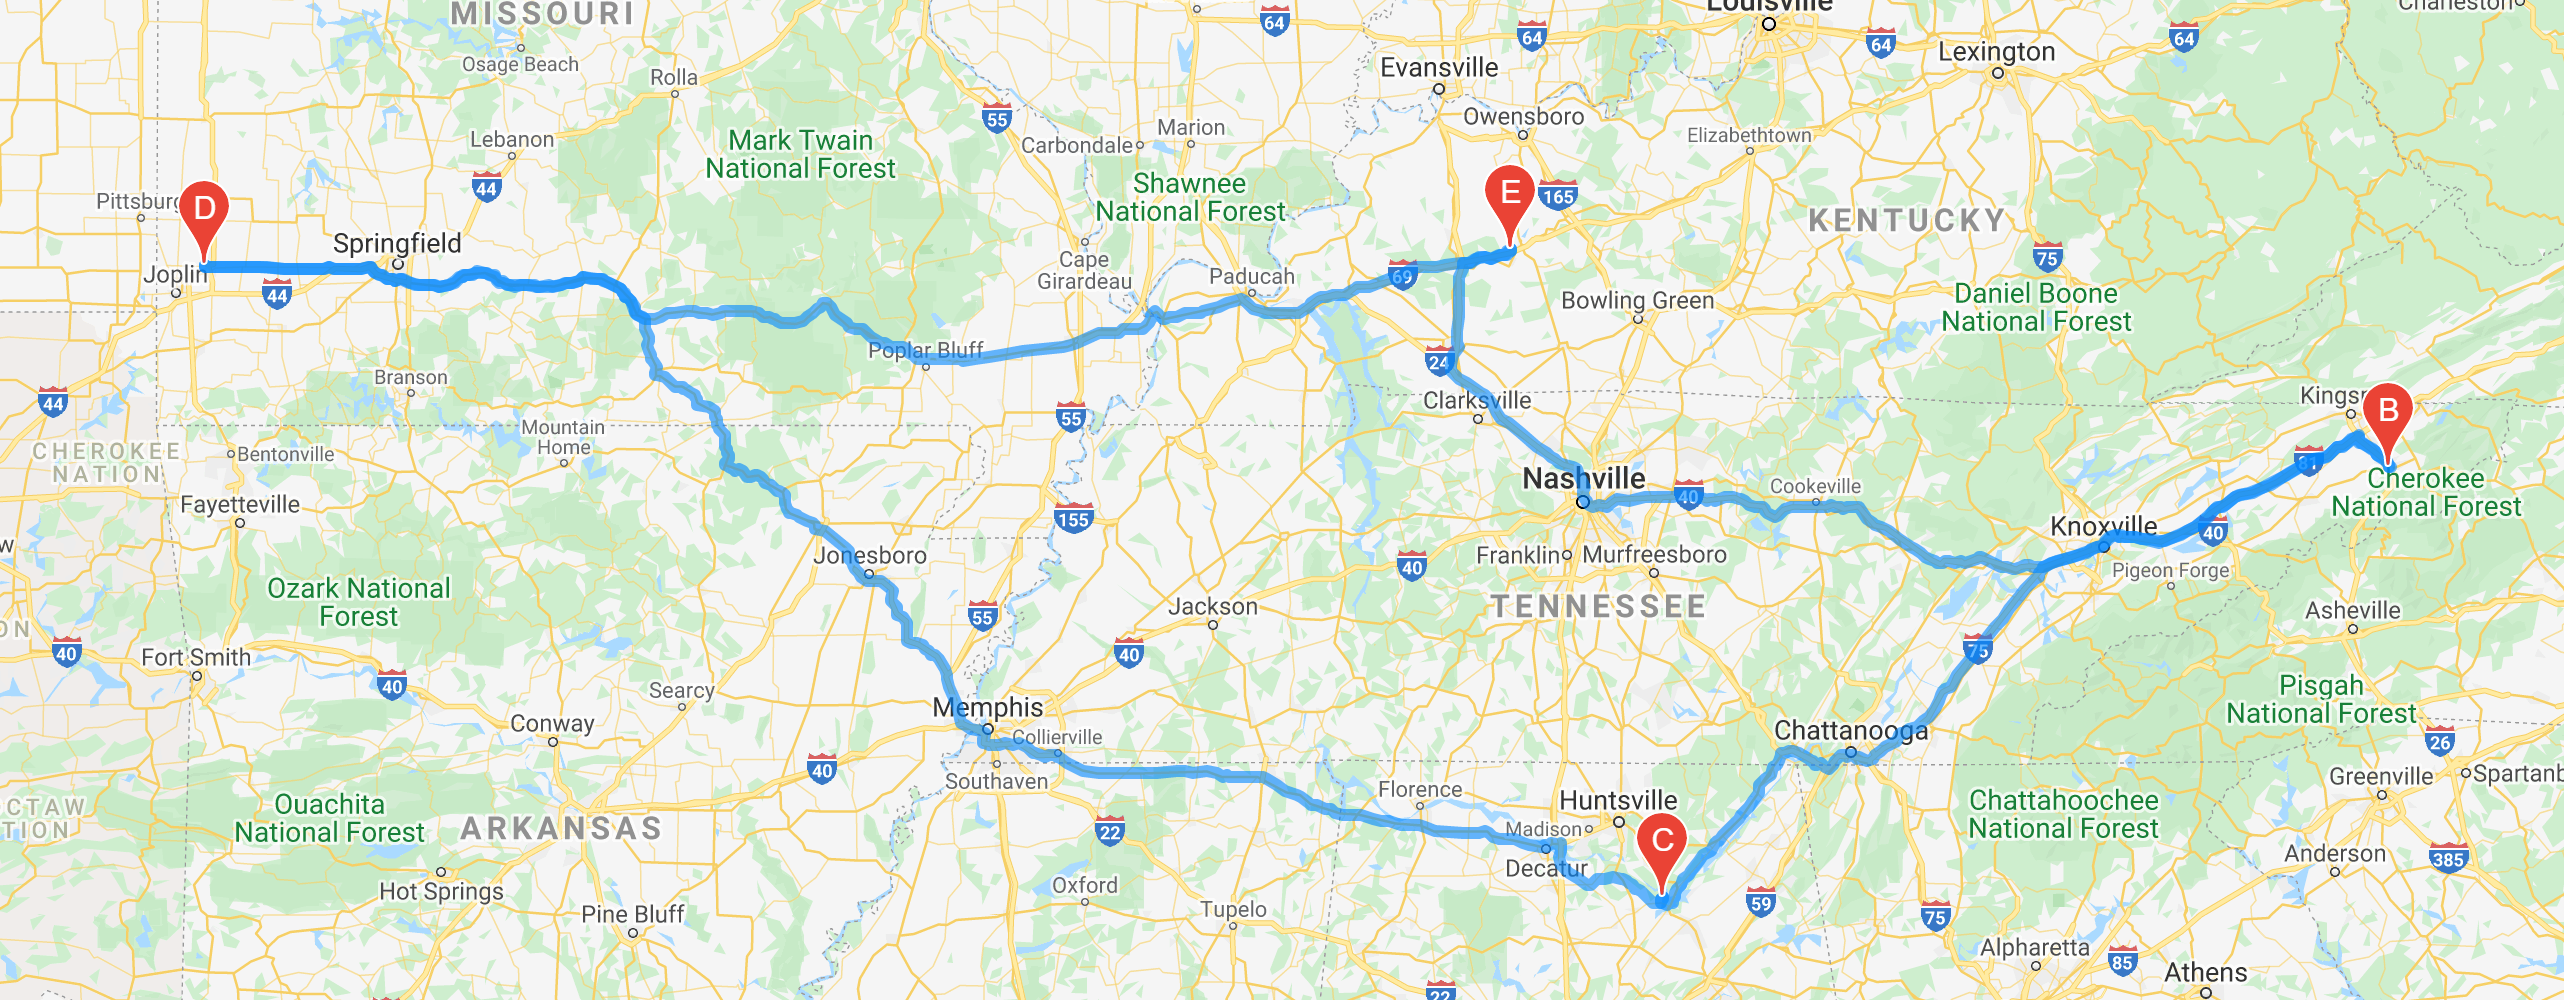 MISSOURI
Osage Beach
Rolla
64
64
Louisville
64
Lexington
64
Charleston
Evansville
55
Owensboro
Lebanon
Mark Twain
National Forest
Carbondale
Marion
Elizabethtown
44
Shawnee
National Forest
E
165
Pittsburg
D
KENTUCKY
Springfield
Joplin
44
Cape
Girardeau
Paducah
69
75
Bowling Green
Daniel Boone
National Forest
Poplar Bluff
24
Branson
44
Clarksville
Kingsp
B
55
CHEROKEE
NATION
Bentonville
Mountain
Home
81
Nashville
40
Cookeville
Cherokee
National Forest
Fayetteville
155
Knoxville
40
w
Jonesboro
40
Franklin
Murfreesboro
Pigeon Forge
Ozark National
Forest
TENNESSEE
Jackson
55
Asheville
ON
40
Fort Smith
40
75
40
Searcy
Pisgah
National Forest
Memphis
Conway
Collierville
Chattanooga
26
40
Southaven
Florence
Greenville
Spartanb
CTAW
TION
Ouachita
National Forest
ARKANSAS
22
Huntsville
Madison
C
Chattahoochee
National Forest
Decatur
Anderson
385
Hot Springs
Oxford
59
75
Pine Bluff
Tupelo
Alpharetta
85
Athens
22